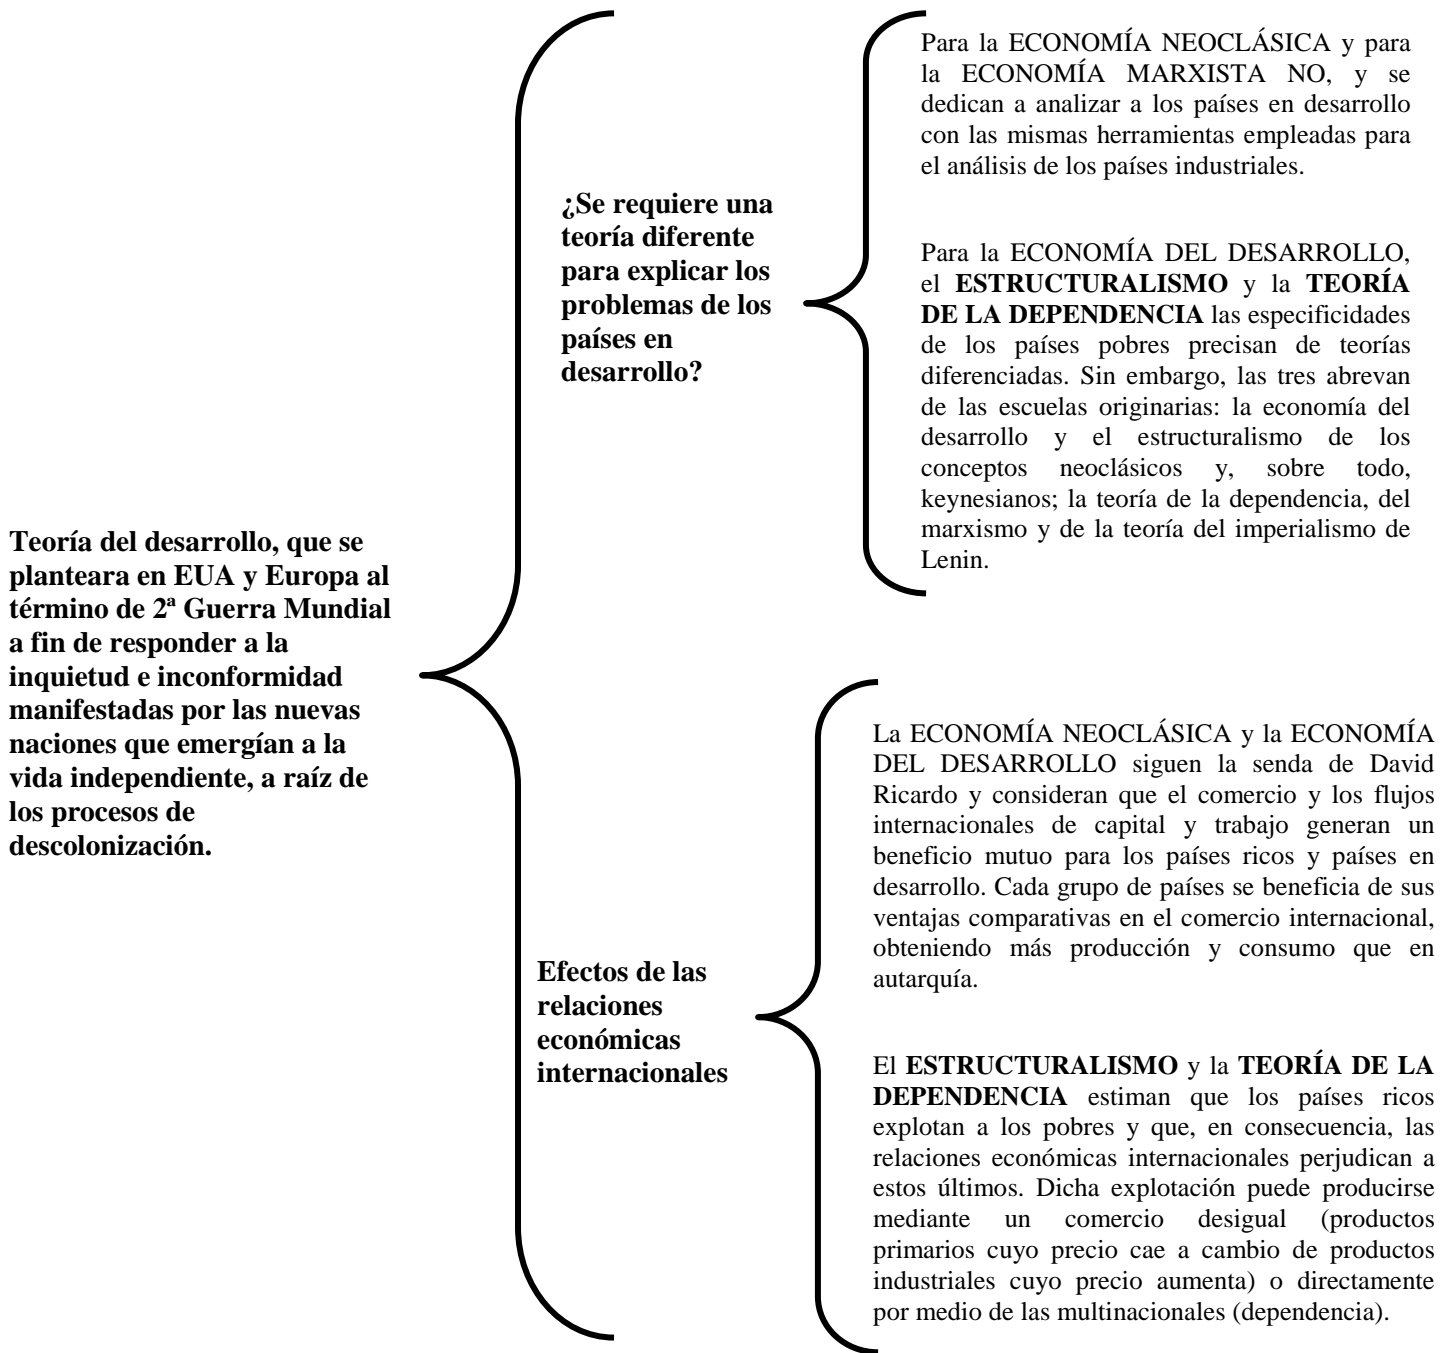 Teoría del desarrollo, que se
planteara en EUA y Europa al
término de 2ª Guerra Mundial
a fin de responder a la
inquietud e inconformidad
manifestadas por las nuevas
naciones que emergían a la
vida independiente, a raíz de
los procesos de
descolonización.
¿Se requiere una
teoría diferente
para explicar los
problemas de los
países en
desarrollo?
Para la ECONOMÍA NEOCLÁSICA y para
la ECONOMÍA MARXISTA NO, y se
dedican a analizar a los países en desarrollo
con las mismas herramientas empleadas para
el análisis de los países industriales.
Para la ECONOMÍA DEL DESARROLLO,
el ESTRUCTURALISMO y la TEORÍA
DE LA DEPENDENCIA las especificidades
de los países pobres precisan de teorías
diferenciadas. Sin embargo, las tres abrevan
de las escuelas originarias: la economía del
desarrollo y el estructuralismo de los
conceptos neoclásicos y, sobre todo,
keynesianos; la teoría de la dependencia, del
marxismo y de la teoría del imperialismo de
Lenin.
Efectos de las
relaciones
económicas
internacionales
La ECONOMÍA NEOCLÁSICA y la ECONOMÍA
DEL DESARROLLO siguen la senda de David
Ricardo y consideran que el comercio y los flujos
internacionales de capital y trabajo generan un
beneficio mutuo para los países ricos y países en
desarrollo. Cada grupo de países se beneficia de sus
ventajas comparativas en el comercio internacional,
obteniendo más producción y consumo que en
autarquía.
El ESTRUCTURALISMO y la TEORÍA DE LA
DEPENDENCIA estiman que los países ricos
explotan a los pobres y que, en consecuencia, las
relaciones económicas internacionales perjudican a
estos últimos. Dicha explotación puede producirse
mediante un comercio desigual (productos
primarios cuyo precio cae a cambio de productos
industriales cuyo precio aumenta) o directamente
por medio de las multinacionales (dependencia).